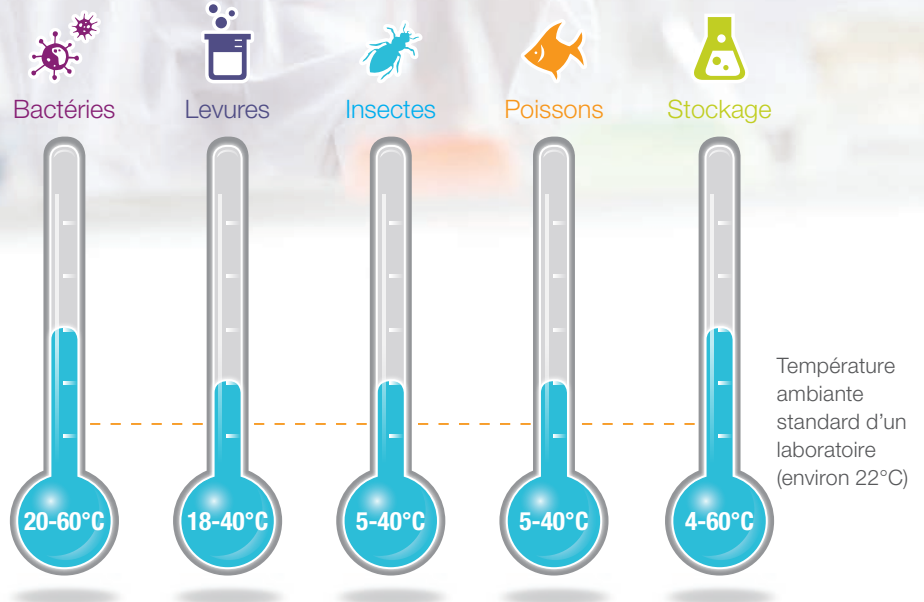 Bactéries
Levures
Insectes
Poissons
Stockage
Température
ambiante
standard d’un
laboratoire
(environ 22°C)
20-60°C
18-40°C
5-40°C
5-40°C
4-60°C